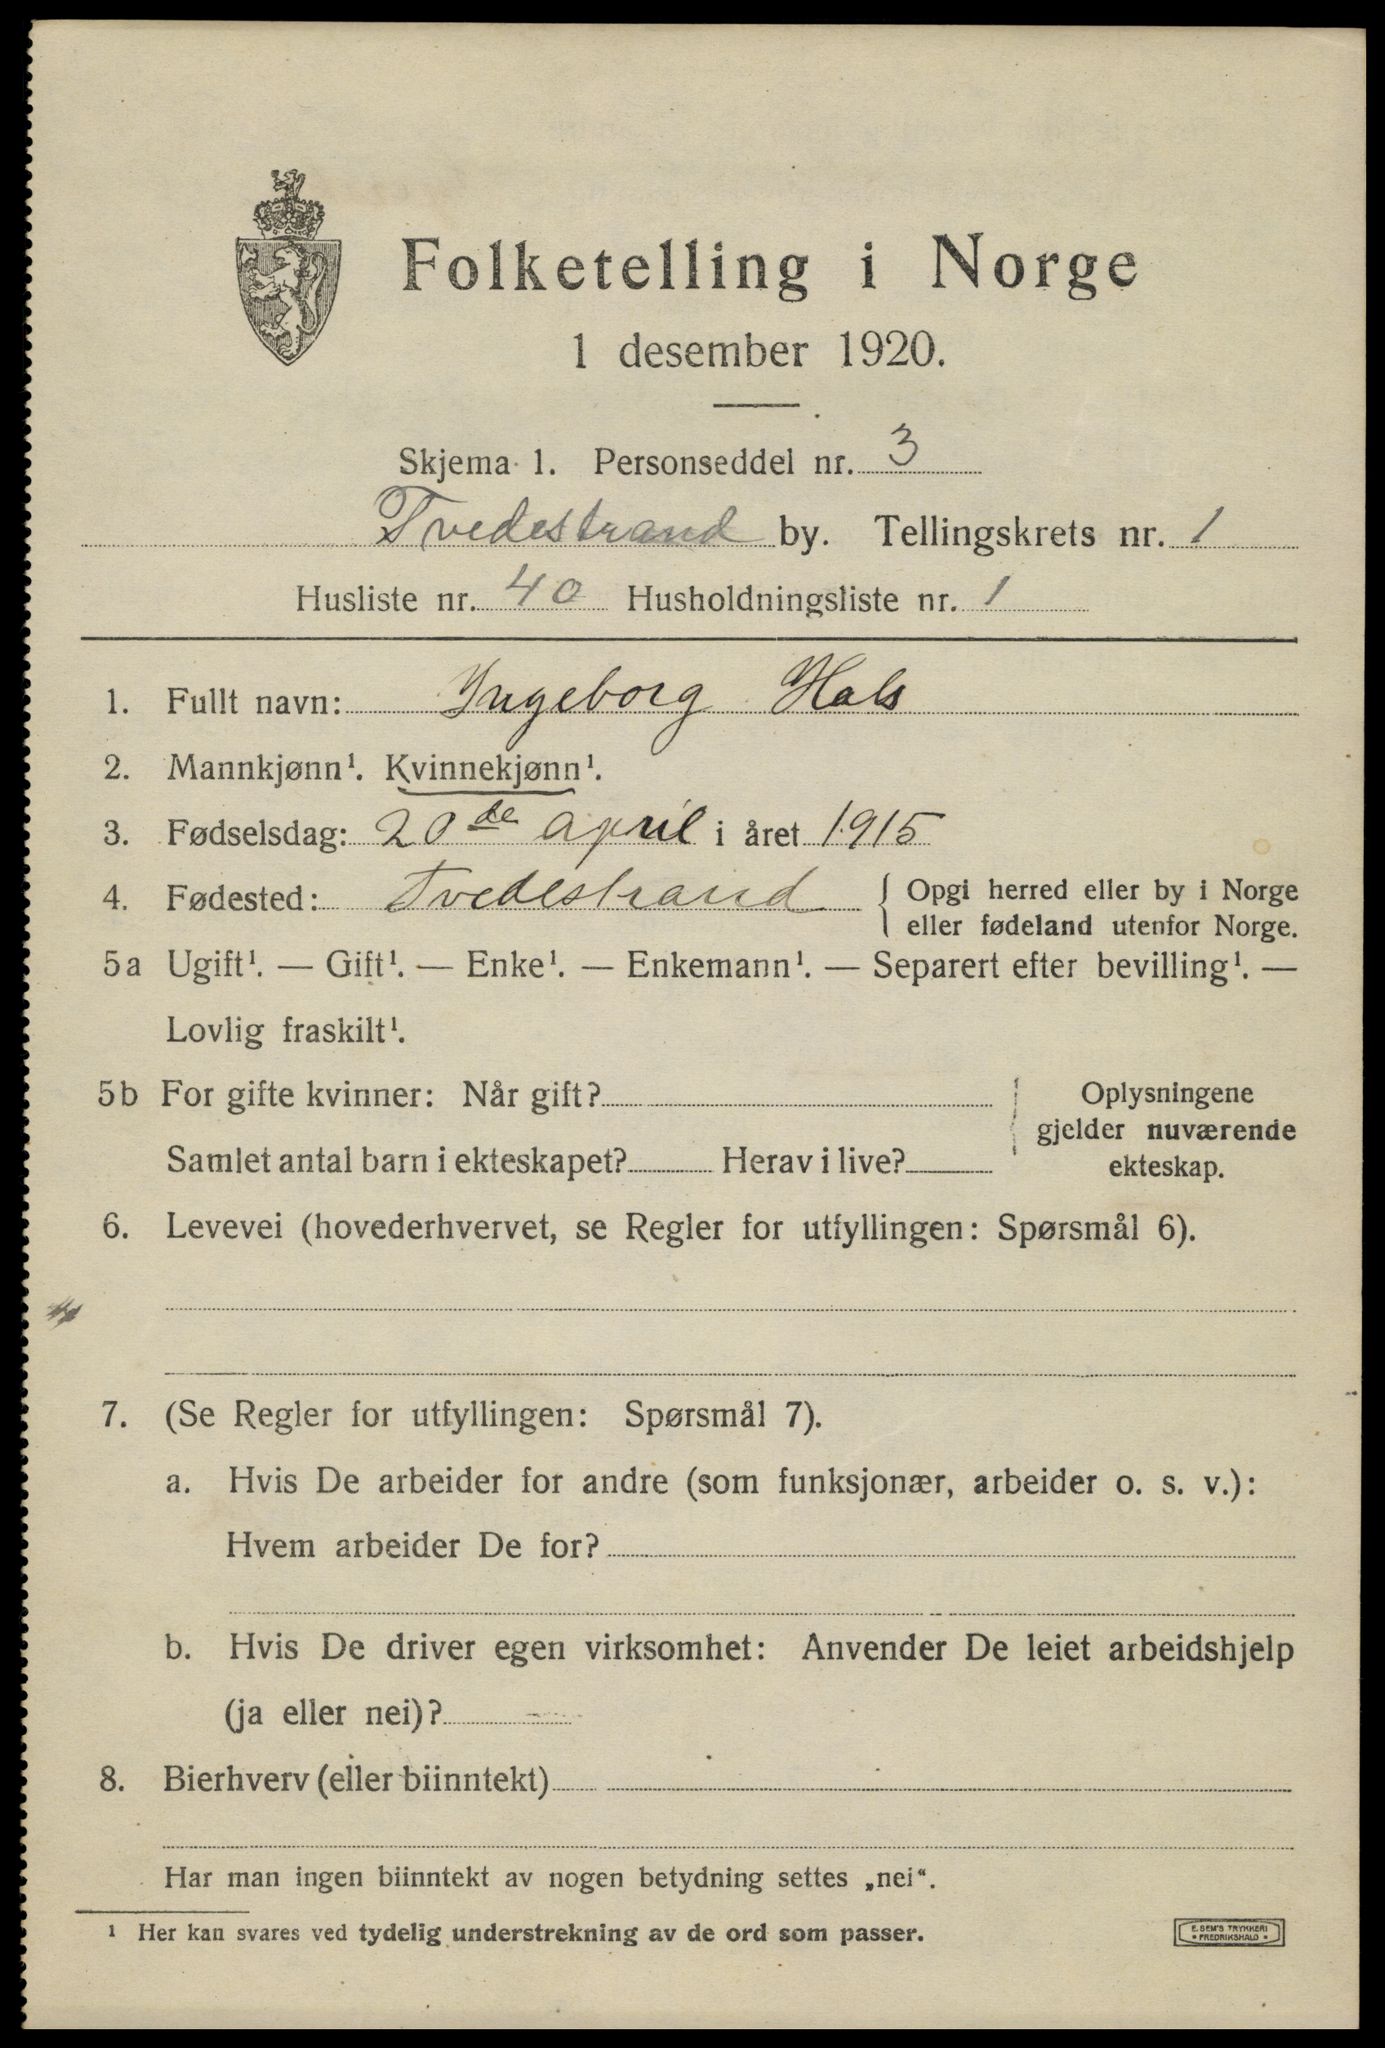 Folketelling i Norge
1 desember 1920.
Skjema 1. Personseddel nr. 3
Tvedestrand by. Tellingskrets nr. 1
Husliste nr. 40 Husholdningsliste nr. 1
1. Fullt navn: Ingeborg Hals
2. Mannkjønn¹. Kvinnekjønn¹.
3. Fødselsdag: 20de april i året 1915
4. Fødested: Tvedestrand { Opgi herred eller by i Norge
eller fødeland utenfor Norge.
5a Ugift¹. — Gift¹. — Enke¹. — Enkemann¹. — Separert efter bevilling¹. —
Lovlig fraskilt¹.
5b For gifte kvinner: Når gift?
Samlet antal barn i ekteskapet? Herav i live?
Oplysningene
gjelder nuværende
ekteskap.
6. Levevei (hovederhvervet, se Regler for utfyllingen: Spørsmål 6).
7. (Se Regler for utfyllingen: Spørsmål 7).
a. Hvis De arbeider for andre (som funksjonær, arbeider o. s. v.):
Hvem arbeider De for?
b. Hvis De driver egen virksomhet: Anvender De leiet arbeidshjelp
(ja eller nei)?
8. Bierhverv (eller biinntekt)
Har man ingen biinntekt av nogen betydning settes „nei“.
¹ Her kan svares ved tydelig understrekning av de ord som passer.
E. SEM'S TRYKKERI
• FREDRIKSHALD •